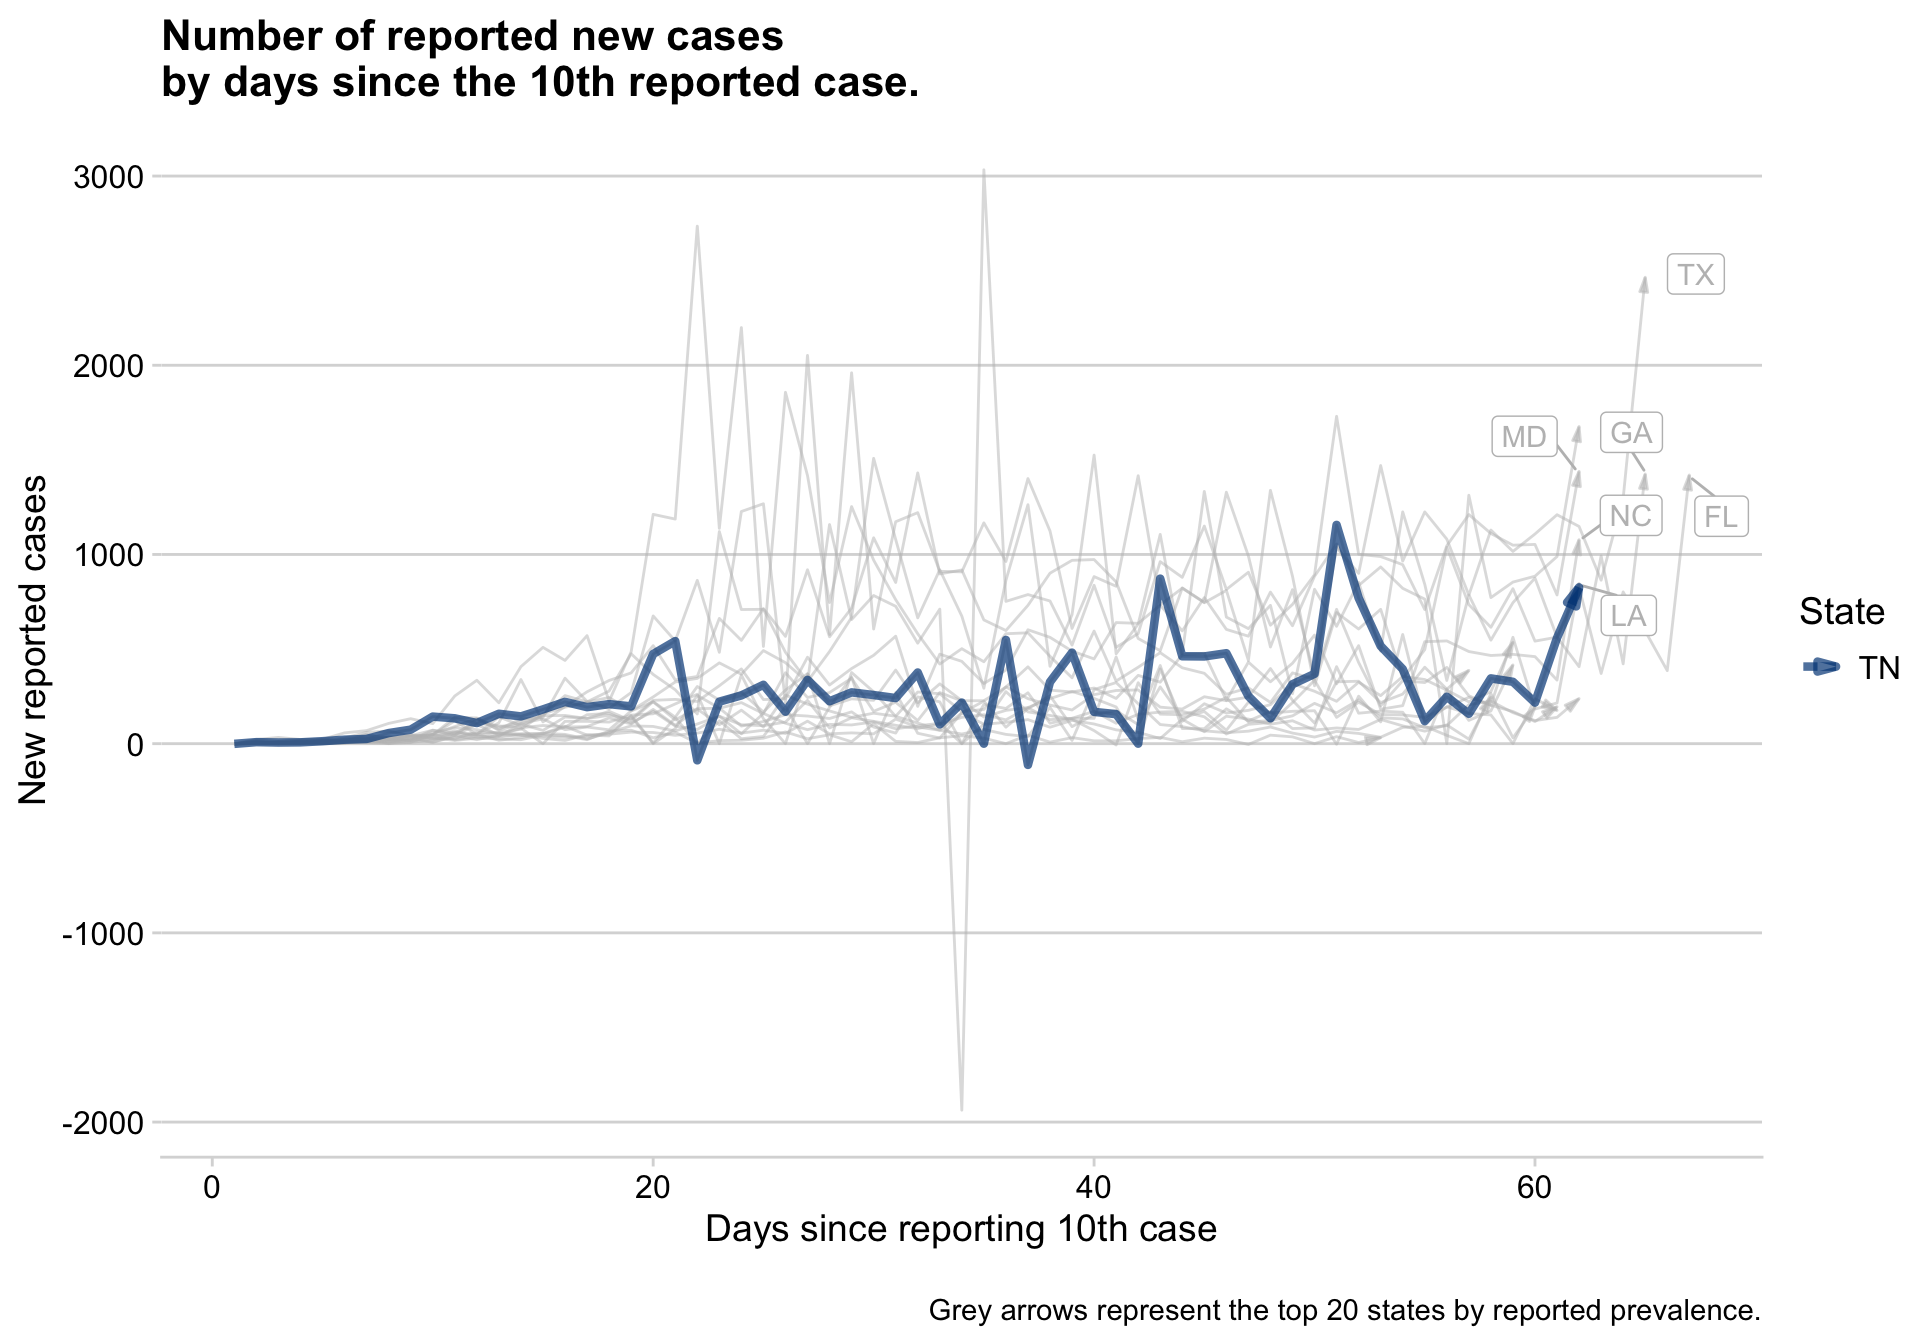 Number of reported new cases
by days since the 10th reported case.
3000
2000
1000
0
-1000
-2000
New reported cases
TX
MD
GA
NC
FL
LA
State
TN
0
20
40
60
Days since reporting 10th case
Grey arrows represent the top 20 states by reported prevalence.